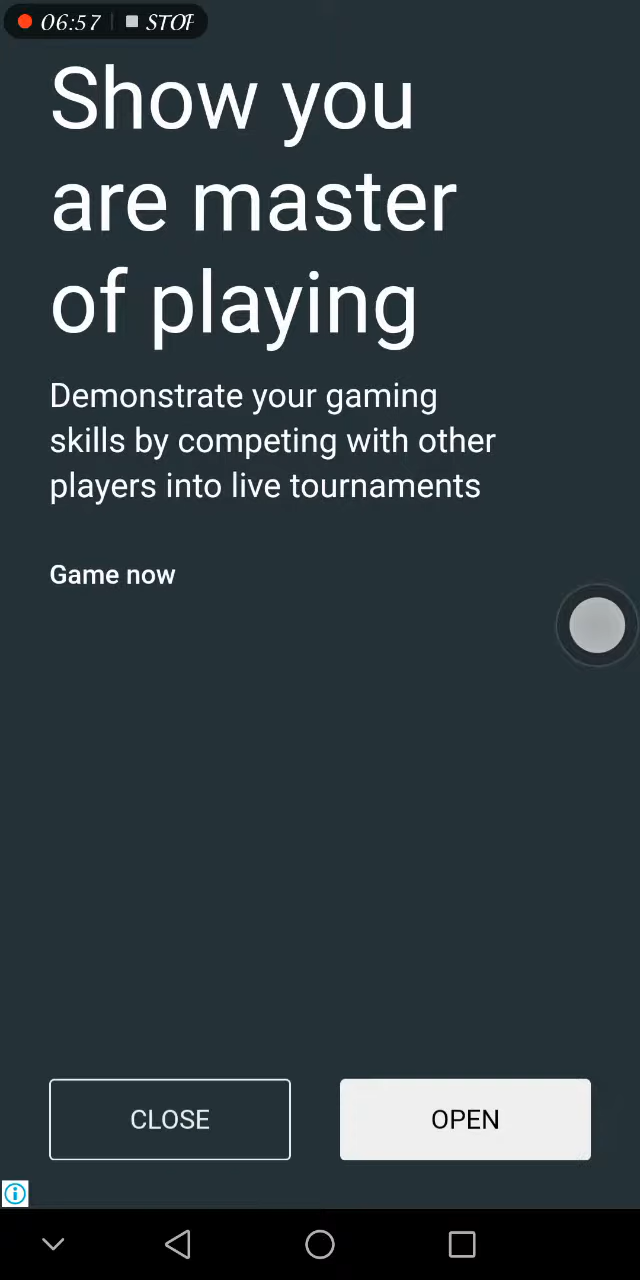 06:57 STOP
Show you
are master
of playing
Demonstrate your gaming
skills by competing with other
players into live tournaments
Game now
CLOSE OPEN